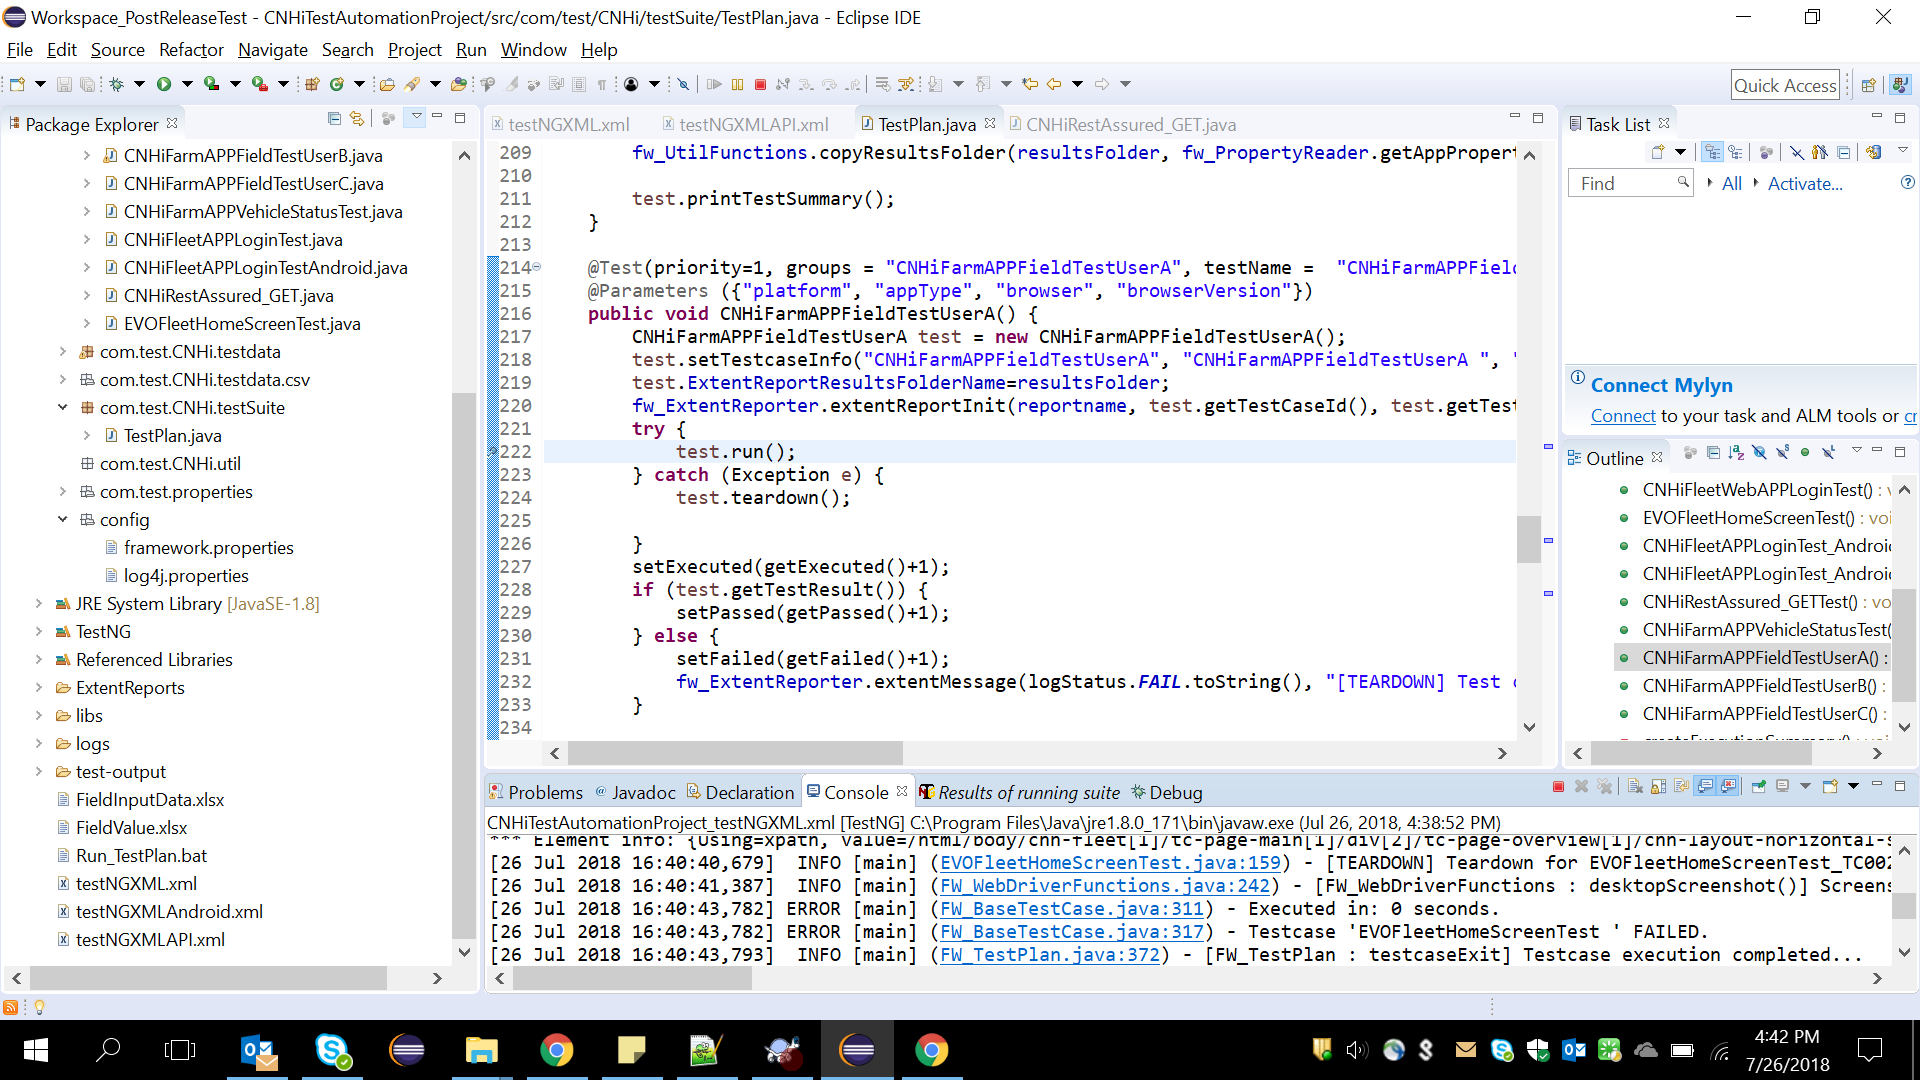 Workspace_PostReleaseTest - CNHiTestAutomationProject/src/com/test/CNHi/testSuite/TestPlan.java - Eclipse IDE
File Edit Source Refactor Navigate Search Project Run Window Help
Quick Access
Package Explorer
CNHiFarmAPPFieldTestUserB.java
CNHiFarmAPPFieldTestUserC.java
CNHiFarmAPPVehicleStatusTest.java
CNHiFleetAPPLoginTest.java
CNHiFleetAPPLoginTestAndroid.java
CNHiRestAssured_GET.java
EVOFleetHomeScreenTest.java
com.test.CNHi.testdata
com.test.CNHi.testdata.csv
com.test.CNHi.testSuite
TestPlan.java
com.test.CNHi.util
com.test.properties
config
framework.properties
log4j.properties
JRE System Library [JavaSE-1.8]
TestNG
Referenced Libraries
ExtentReports
libs
logs
test-output
FieldInputData.xlsx
FieldValue.xlsx
Run_TestPlan.bat
testNGXML.xml
testNGXMLAndroid.xml
testNGXMLAPI.xml
testNGXML.xml testNGXMLAPI.xml TestPlan.java CNHiRestAssured_GET.java
209 fw_UtilFunctions.copyResultsFolder(resultsFolder, fw_PropertyReader.getAppPropert
210
211 test.printTestSummary();
212 }
213
214 @Test(priority=1, groups = "CNHiFarmAPPFieldTestUserA", testName = "CNHiFarmAPPFiel
215 @Parameters ({"platform", "appType", "browser", "browserVersion"})
216 public void CNHiFarmAPPFieldTestUserA() {
217 CNHiFarmAPPFieldTestUserA test = new CNHiFarmAPPFieldTestUserA();
218 test.setTestcaseInfo("CNHiFarmAPPFieldTestUserA", "CNHiFarmAPPFieldTestUserA ", "
219 test.ExtentReportResultsFolderName=resultsFolder;
220 fw_ExtentReporter.extentReportInit(reportname, test.getTestCaseId(), test.getTest
221 try {
222 test.run();
223 } catch (Exception e) {
224 test.teardown();
225
226 }
227 setExecuted(getExecuted()+1);
228 if (test.getTestResult()) {
229 setPassed(getPassed()+1);
230 } else {
231 setFailed(getFailed()+1);
232 fw_ExtentReporter.extentMessage(logStatus.FAIL.toString(), "[TEARDOWN] Test
233 }
234
Task List
Find All Activate...
Connect Mylyn
Connect to your task and ALM tools or cr
Outline
CNHiFleetWebAPPLoginTest() : v
EVOFleetHomeScreenTest() : voi
CNHiFleetAPPLoginTest_Androi
CNHiFleetAPPLoginTest_Androi
CNHiRestAssured_GETTest() : vo
CNHiFarmAPPVehicleStatusTest(
CNHiFarmAPPFieldTestUserA() :
CNHiFarmAPPFieldTestUserB() :
CNHiFarmAPPFieldTestUserC() :
Problems Javadoc Declaration Console Results of running suite Debug
CNHiTestAutomationProject_testNGXML.xml [TestNG] C:\Program Files\Java\jre1.8.0_171\bin\javaw.exe (Jul 26, 2018, 4:38:52 PM)
*** Element info: {Using=xpath, value=/html/body/cnh-fleet[1]/tc-page-main[1]/div[2]/tc-page-overview[1]/cnh-layout-horizontal-s
[26 Jul 2018 16:40:40,679] INFO [main] (EVOFleetHomeScreenTest.java:159) - [TEARDOWN] Teardown for EVOFleetHomeScreenTest_TC002
[26 Jul 2018 16:40:41,387] INFO [main] (FW_WebDriverFunctions.java:242) - [FW_WebDriverFunctions : desktopScreenshot()] Screens
[26 Jul 2018 16:40:43,782] ERROR [main] (FW_BaseTestCase.java:311) - Executed in: 0 seconds.
[26 Jul 2018 16:40:43,782] ERROR [main] (FW_BaseTestCase.java:317) - Testcase 'EVOFleetHomeScreenTest ' FAILED.
[26 Jul 2018 16:40:43,793] INFO [main] (FW_TestPlan.java:372) - [FW_TestPlan : testcaseExit] Testcase execution completed...
4:42 PM
7/26/2018